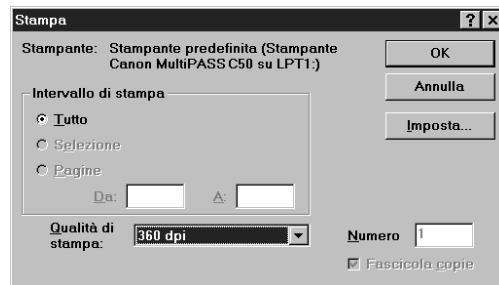 Stampa
Stampante: Stampante predefinita (Stampante
Canon MultiPASS C50 su LPT1:)
OK
Annulla
Imposta...
Intervallo di stampa
Tutto
Selezione
Pagine
Da: A:
Qualità di
stampa:
360 dpi
Numero 1
Fascicola copie